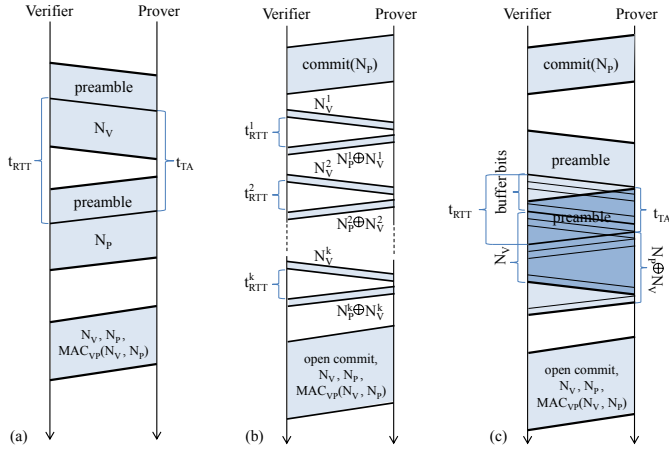 Verifier Prover
preamble
N_V
t_RTT
t_TA
preamble
N_P
N_V, N_P,
MAC_VP(N_V, N_P)
(a)
Verifier Prover
commit(N_P)
N_V^1
t_RTT^1
N_P^1⊕N_V^1
N_V^2
t_RTT^2
N_P^2⊕N_V^2
N_V^k
t_RTT^k
N_P^k⊕N_V^k
open commit,
N_V, N_P,
MAC_VP(N_V, N_P)
(b)
Verifier Prover
commit(N_P)
preamble
buffer bits
t_RTT
preamble
t_TA
N_V
N_P⊕N_V
open commit,
N_V, N_P,
MAC_VP(N_V, N_P)
(c)